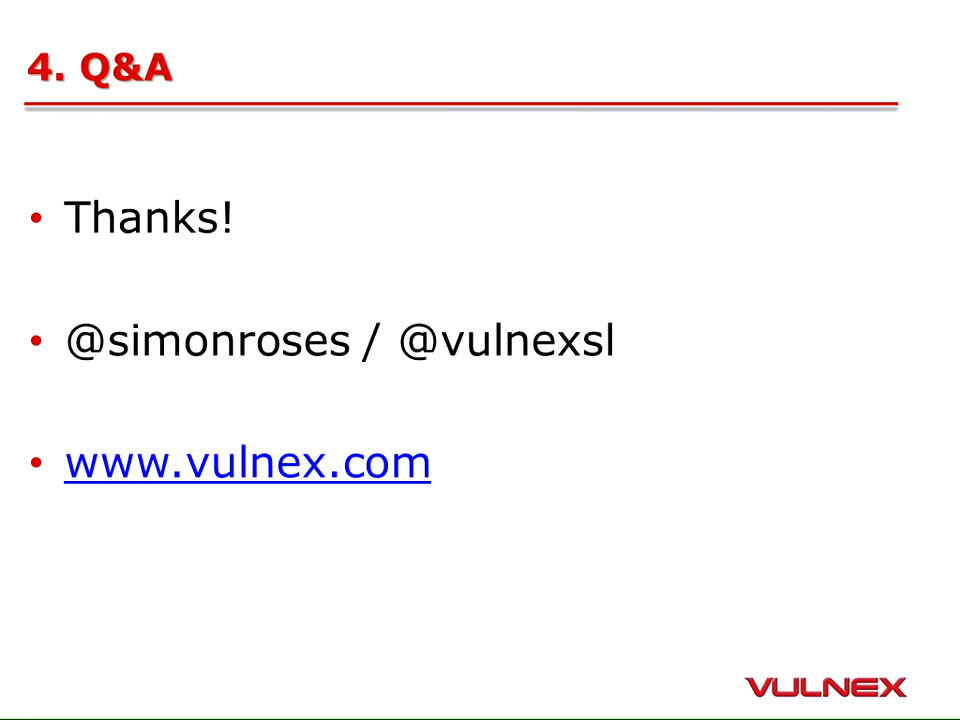 4. Q&A
• Thanks!
• @simonroses / @vulnexsl
• www.vulnex.com
VULNEX